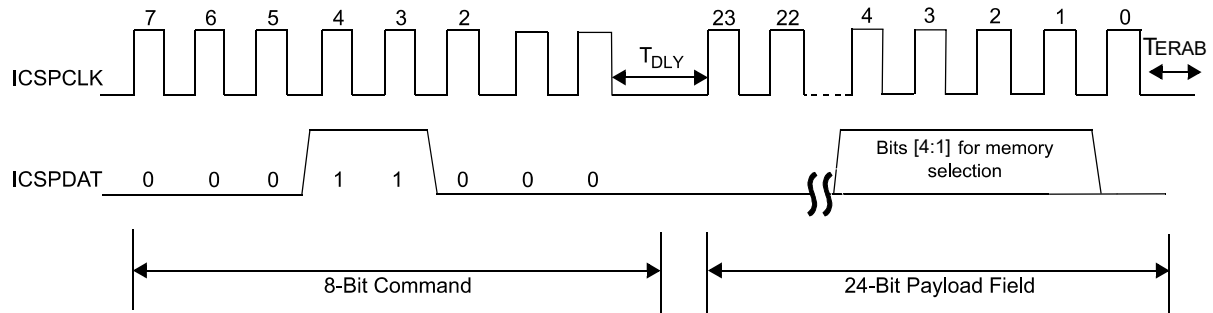 7 6 5 4 3 2 23 22 4 3 2 1 0
TDLY
TERAB
ICSPCLK
Bits [4:1] for memory
selection
ICSPDAT
0 0 0 1 1 0 0 0
8-Bit Command
24-Bit Payload Field